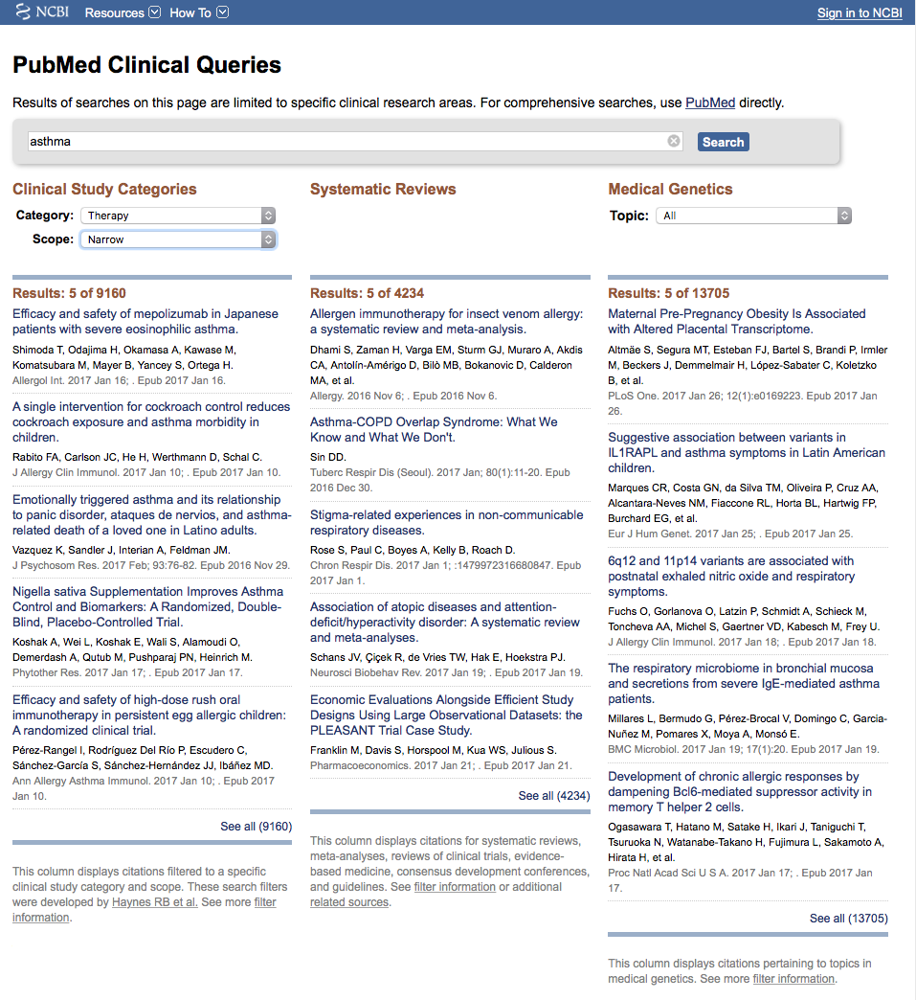 NCBI Resources How To Sign in to NCBI
PubMed Clinical Queries
Results of searches on this page are limited to specific clinical research areas. For comprehensive searches, use PubMed directly.
asthma
Search
Clinical Study Categories
Category: Therapy
Scope: Narrow
Results: 5 of 9160
Efficacy and safety of mepolizumab in Japanese
patients with severe eosinophilic asthma.
Shimoda T, Odajima H, Okamasa A, Kawase M,
Komatsubara M, Mayer B, Yancey S, Ortega H.
Allergol Int. 2017 Jan 16; . Epub 2017 Jan 16.
A single intervention for cockroach control reduces
cockroach exposure and asthma morbidity in
children.
Rabito FA, Carlson JC, He H, Werthmann D, Schal C.
J Allergy Clin Immunol. 2017 Jan 10; . Epub 2017 Jan 10.
Emotionally triggered asthma and its relationship
to panic disorder, ataques de nervios, and asthma-
related death of a loved one in Latino adults.
Vazquez K, Sandler J, Interian A, Feldman JM.
J Psychosom Res. 2017 Feb; 93:76-82. Epub 2016 Nov 29.
Nigella sativa Supplementation Improves Asthma
Control and Biomarkers: A Randomized, Double-
Blind, Placebo-Controlled Trial.
Koshak A, Wei L, Koshak E, Wali S, Alamoudi O,
Demerdash A, Qutub M, Pushparaj PN, Heinrich M.
Phytother Res. 2017 Jan 17; . Epub 2017 Jan 17.
Efficacy and safety of high-dose rush oral
immunotherapy in persistent egg allergic children:
A randomized clinical trial.
Pérez-Rangel I, Rodríguez Del Río P, Escudero C,
Sánchez-García S, Sánchez-Hernández JJ, Ibáñez MD.
Ann Allergy Asthma Immunol. 2017 Jan 10; . Epub 2017
Jan 10.
See all (9160)
This column displays citations filtered to a specific
clinical study category and scope. These search filters
were developed by Haynes RB et al. See more filter
information.
Systematic Reviews
Results: 5 of 4234
Allergen immunotherapy for insect venom allergy:
a systematic review and meta-analysis.
Dhami S, Zaman H, Varga EM, Sturm GJ, Muraro A, Akdis
CA, Antolín-Amérigo D, Bilò MB, Bokanovic D, Calderon
MA, et al.
Allergy. 2016 Nov 6; . Epub 2016 Nov 6.
Asthma-COPD Overlap Syndrome: What We
Know and What We Don't.
Sin DD.
Tuberc Respir Dis (Seoul). 2017 Jan; 80(1):11-20. Epub
2016 Dec 30.
Stigma-related experiences in non-communicable
respiratory diseases.
Rose S, Paul C, Boyes A, Kelly B, Roach D.
Chron Respir Dis. 2017 Jan 1; :1479972316680847. Epub
2017 Jan 1.
Association of atopic diseases and attention-
deficit/hyperactivity disorder: A systematic review
and meta-analyses.
Schans JV, Çiçek R, de Vries TW, Hak E, Hoekstra PJ.
Neurosci Biobehav Rev. 2017 Jan 19; . Epub 2017 Jan 19.
Economic Evaluations Alongside Efficient Study
Designs Using Large Observational Datasets: the
PLEASANT Trial Case Study.
Franklin M, Davis S, Horspool M, Kua WS, Julious S.
Pharmacoeconomics. 2017 Jan 21; . Epub 2017 Jan 21.
See all (4234)
This column displays citations for systematic reviews,
meta-analyses, reviews of clinical trials, evidence-
based medicine, consensus development conferences,
and guidelines. See filter information or additional
related sources.
Medical Genetics
Topic: All
Results: 5 of 13705
Maternal Pre-Pregnancy Obesity Is Associated
with Altered Placental Transcriptome.
Altmäe S, Segura MT, Esteban FJ, Bartel S, Brandi P, Irmler
M, Beckers J, Demmelmair H, López-Sabater C, Koletzko
B, et al.
PLoS One. 2017 Jan 26; 12(1):e0169223. Epub 2017 Jan
26.
Suggestive association between variants in
IL1RAPL and asthma symptoms in Latin American
children.
Marques CR, Costa GN, da Silva TM, Oliveira P, Cruz AA,
Alcantara-Neves NM, Fiaccone RL, Horta BL, Hartwig FP,
Burchard EG, et al.
Eur J Hum Genet. 2017 Jan 25; . Epub 2017 Jan 25.
6q12 and 11p14 variants are associated with
postnatal exhaled nitric oxide and respiratory
symptoms.
Fuchs O, Gorlanova O, Latzin P, Schmidt A, Schieck M,
Toncheva AA, Michel S, Gaertner VD, Kabesch M, Frey U.
J Allergy Clin Immunol. 2017 Jan 18; . Epub 2017 Jan 18.
The respiratory microbiome in bronchial mucosa
and secretions from severe IgE-mediated asthma
patients.
Millares L, Bermudo G, Pérez-Brocal V, Domingo C, Garcia-
Nuñez M, Pomares X, Moya A, Monsó E.
BMC Microbiol. 2017 Jan 19; 17(1):20. Epub 2017 Jan 19.
Development of chronic allergic responses by
dampening Bcl6-mediated suppressor activity in
memory T helper 2 cells.
Ogasawara T, Hatano M, Satake H, Ikari J, Taniguchi T,
Tsuruoka N, Watanabe-Takano H, Fujimura L, Sakamoto A,
Hirata H, et al.
Proc Natl Acad Sci U S A. 2017 Jan 17; . Epub 2017 Jan
17.
See all (13705)
This column displays citations pertaining to topics in
medical genetics. See more filter information.